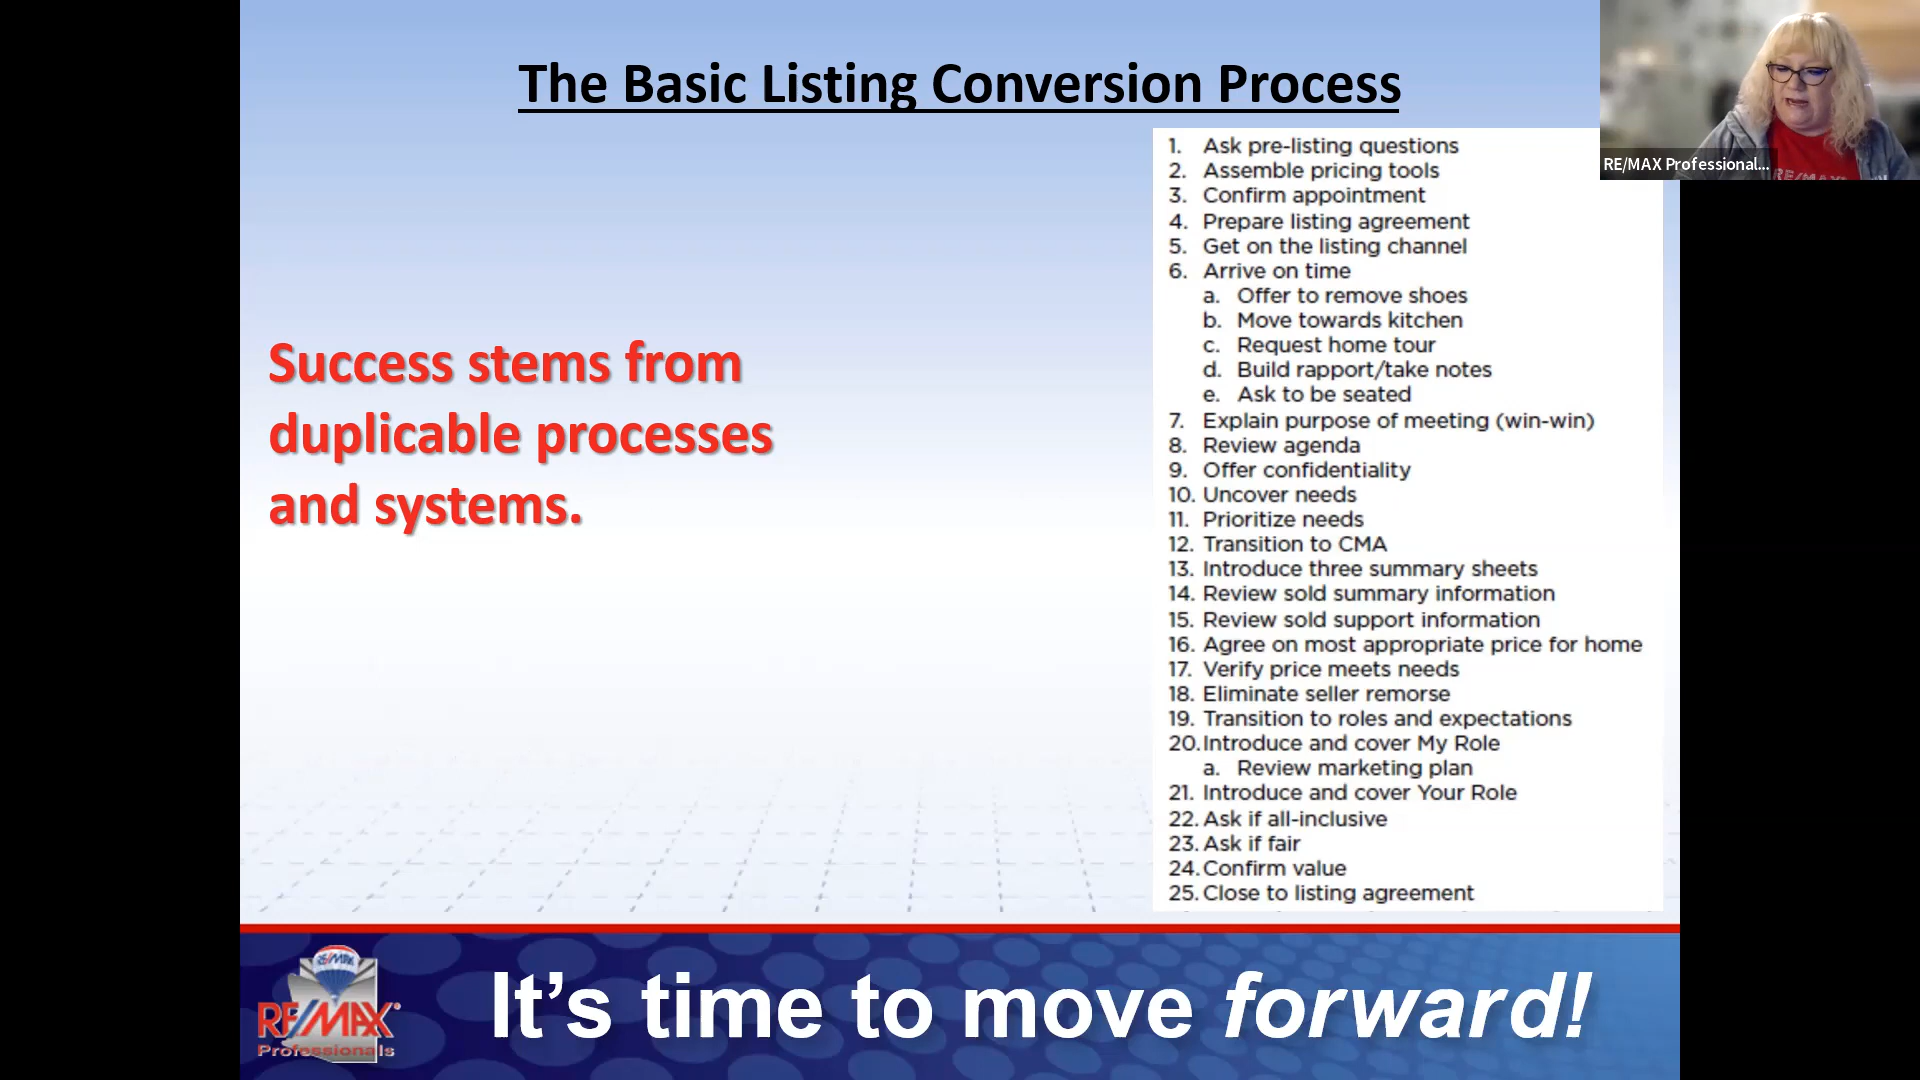 The Basic Listing Conversion Process
RE/MAX Professional...
RE/MAX
1. Ask pre-listing questions
2. Assemble pricing tools
3. Confirm appointment
4. Prepare listing agreement
5. Get on the listing channel
6. Arrive on time
a. Offer to remove shoes
b. Move towards kitchen
c. Request home tour
d. Build rapport/take notes
e. Ask to be seated
7. Explain purpose of meeting (win-win)
8. Review agenda
9. Offer confidentiality
10. Uncover needs
11. Prioritize needs
12. Transition to CMA
13. Introduce three summary sheets
14. Review sold summary information
15. Review sold support information
16. Agree on most appropriate price for home
17. Verify price meets needs
18. Eliminate seller remorse
19. Transition to roles and expectations
20. Introduce and cover My Role
a. Review marketing plan
21. Introduce and cover Your Role
22. Ask if all-inclusive
23. Ask if fair
24. Confirm value
25. Close to listing agreement
Success stems from
duplicable processes
and systems.
RE/MAX
RE/MAX
Professionals
It's time to move forward!